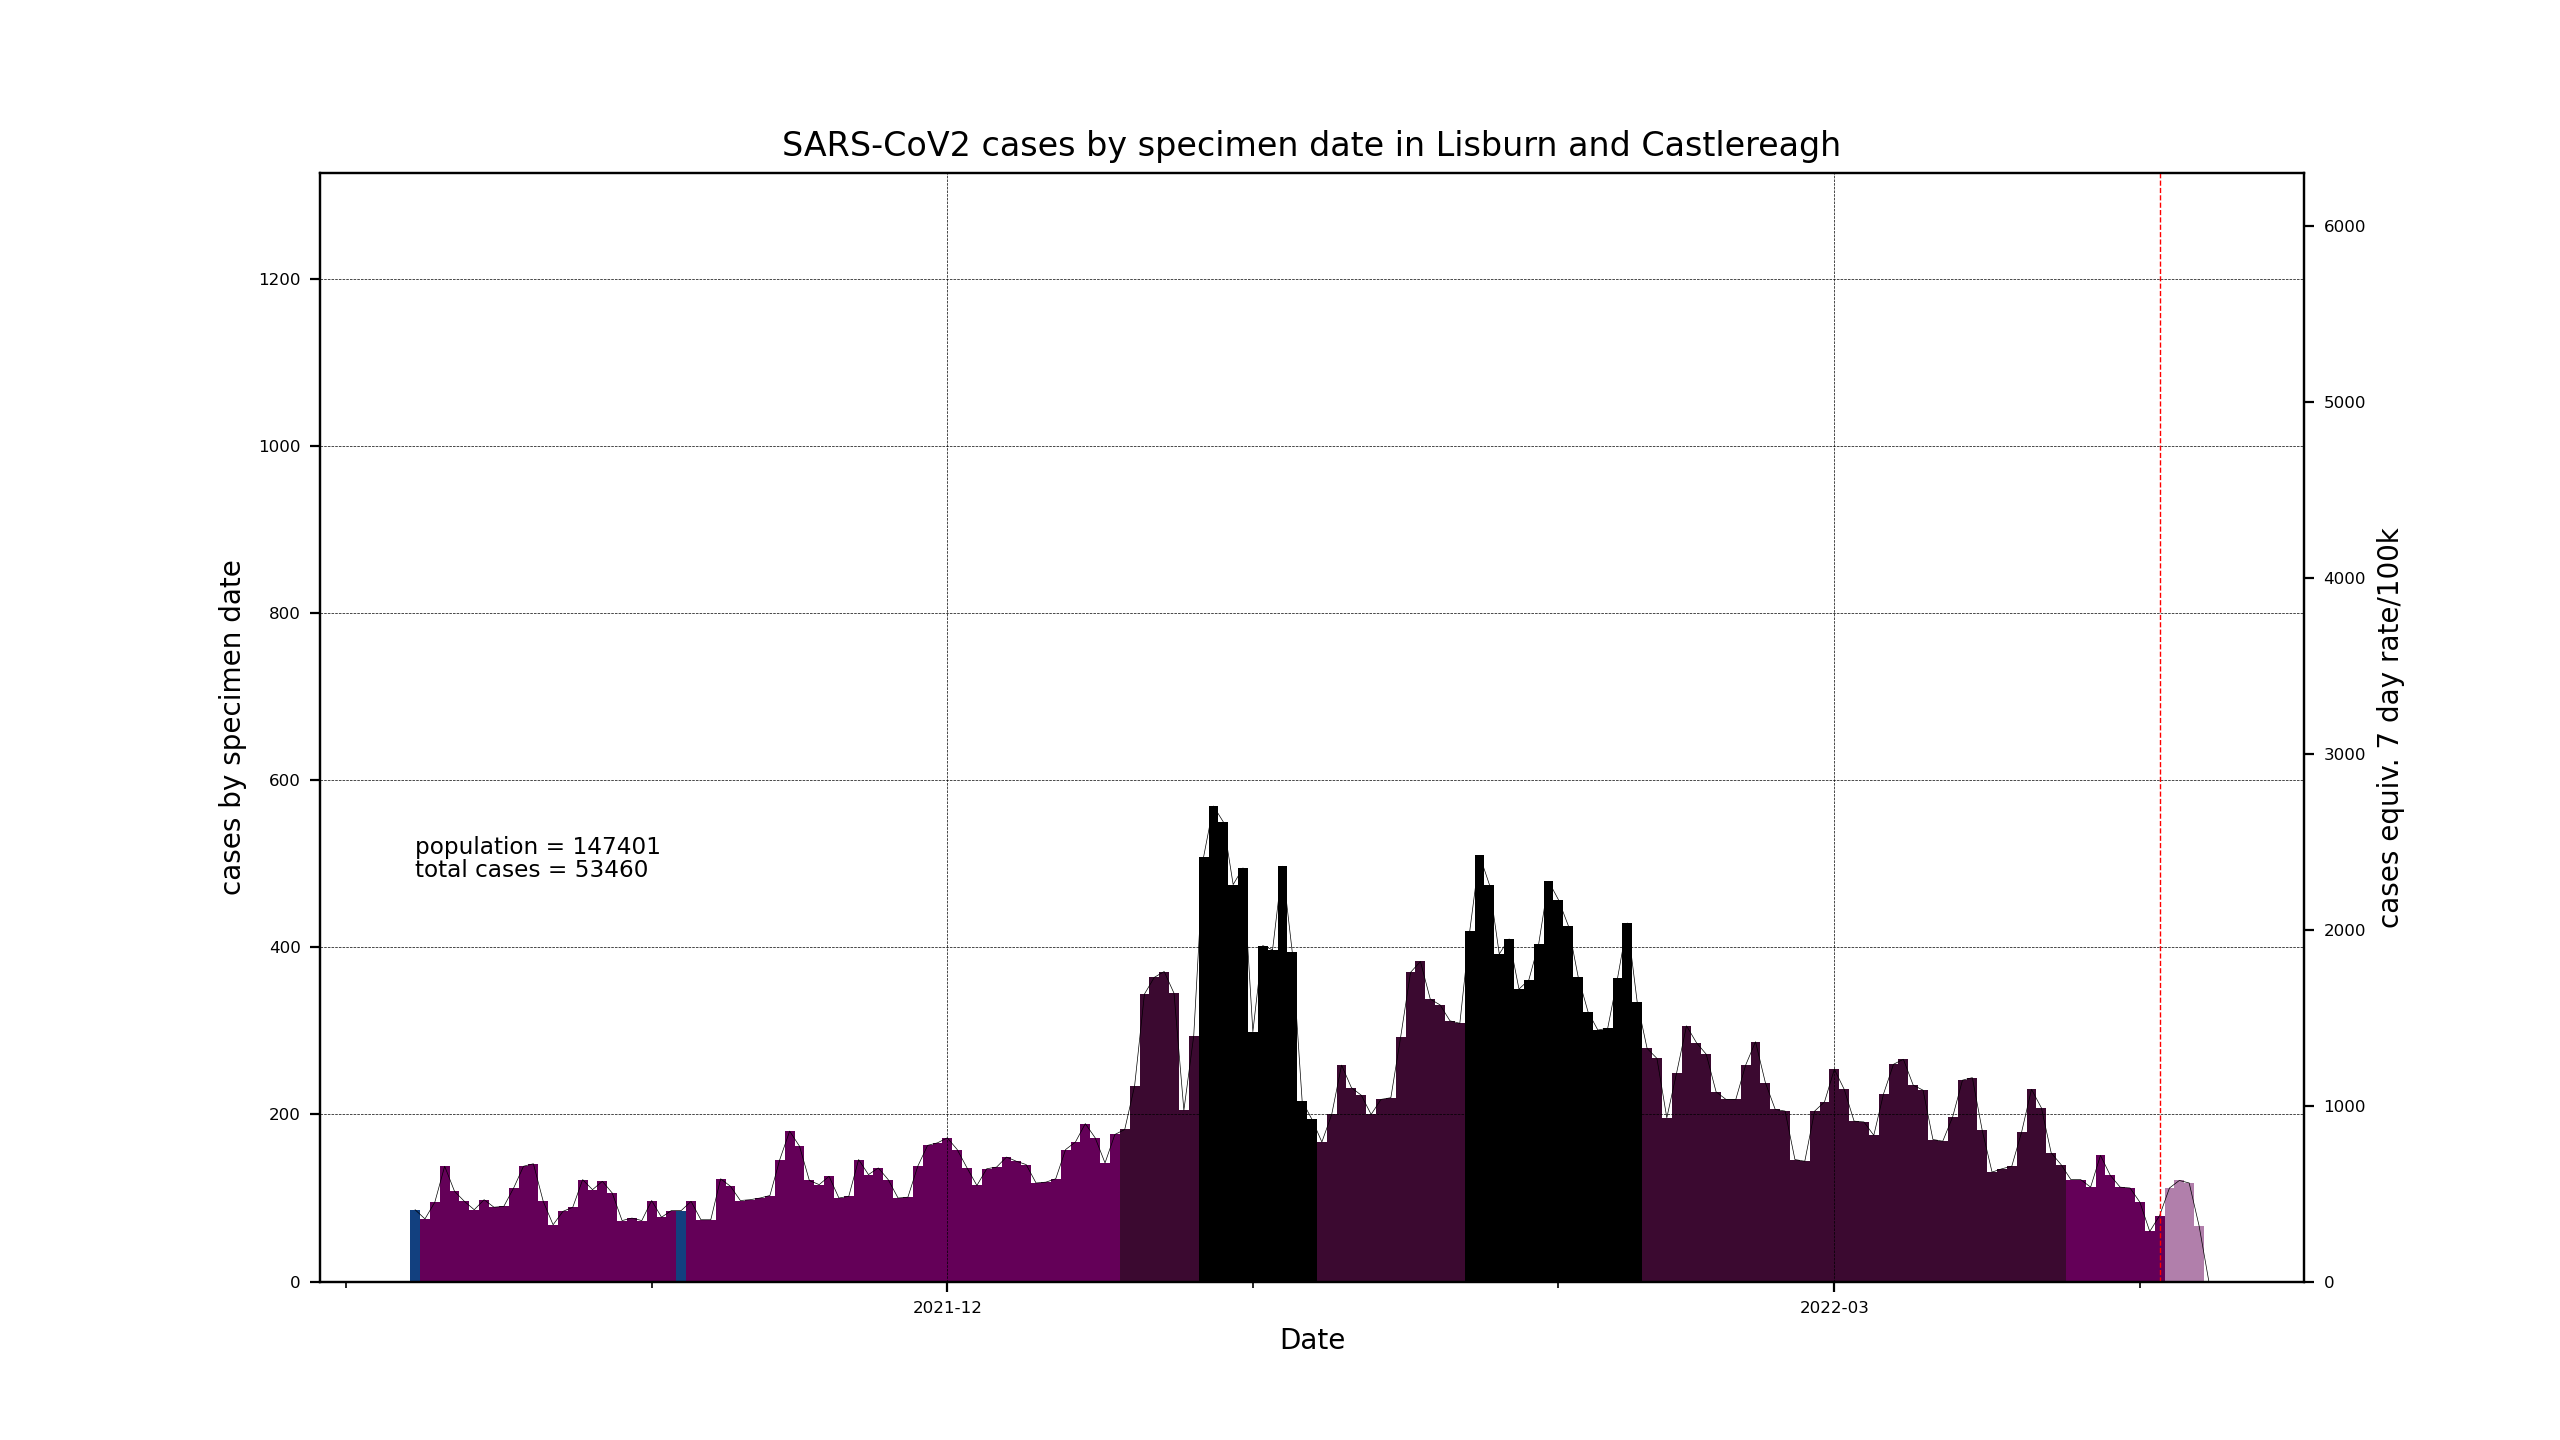 SARS-CoV2 cases by specimen date in Lisburn and Castlereagh
cases by specimen date
1200
1000
800
600
400
200
0
population = 147401
total cases = 53460
6000
5000
4000
3000
2000
1000
0
cases equiv. 7 day rate/100k
2021-12
2022-03
Date